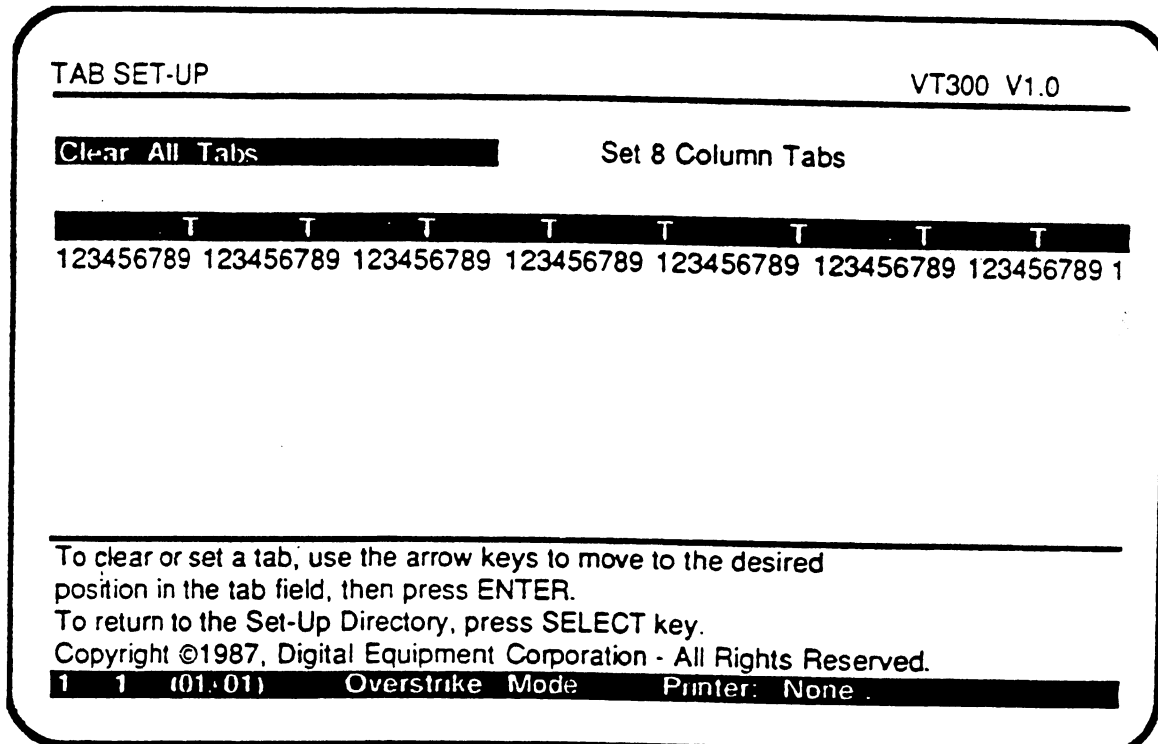 TAB SET-UP VT300 V1.0
Clear All Tabs Set 8 Column Tabs
T T T T T T T T
123456789 123456789 123456789 123456789 123456789 123456789 123456789 1
To clear or set a tab, use the arrow keys to move to the desired
position in the tab field, then press ENTER.
To return to the Set-Up Directory, press SELECT key.
Copyright ©1987, Digital Equipment Corporation - All Rights Reserved.
1 1 (01,01) Overstrike Mode Printer: None